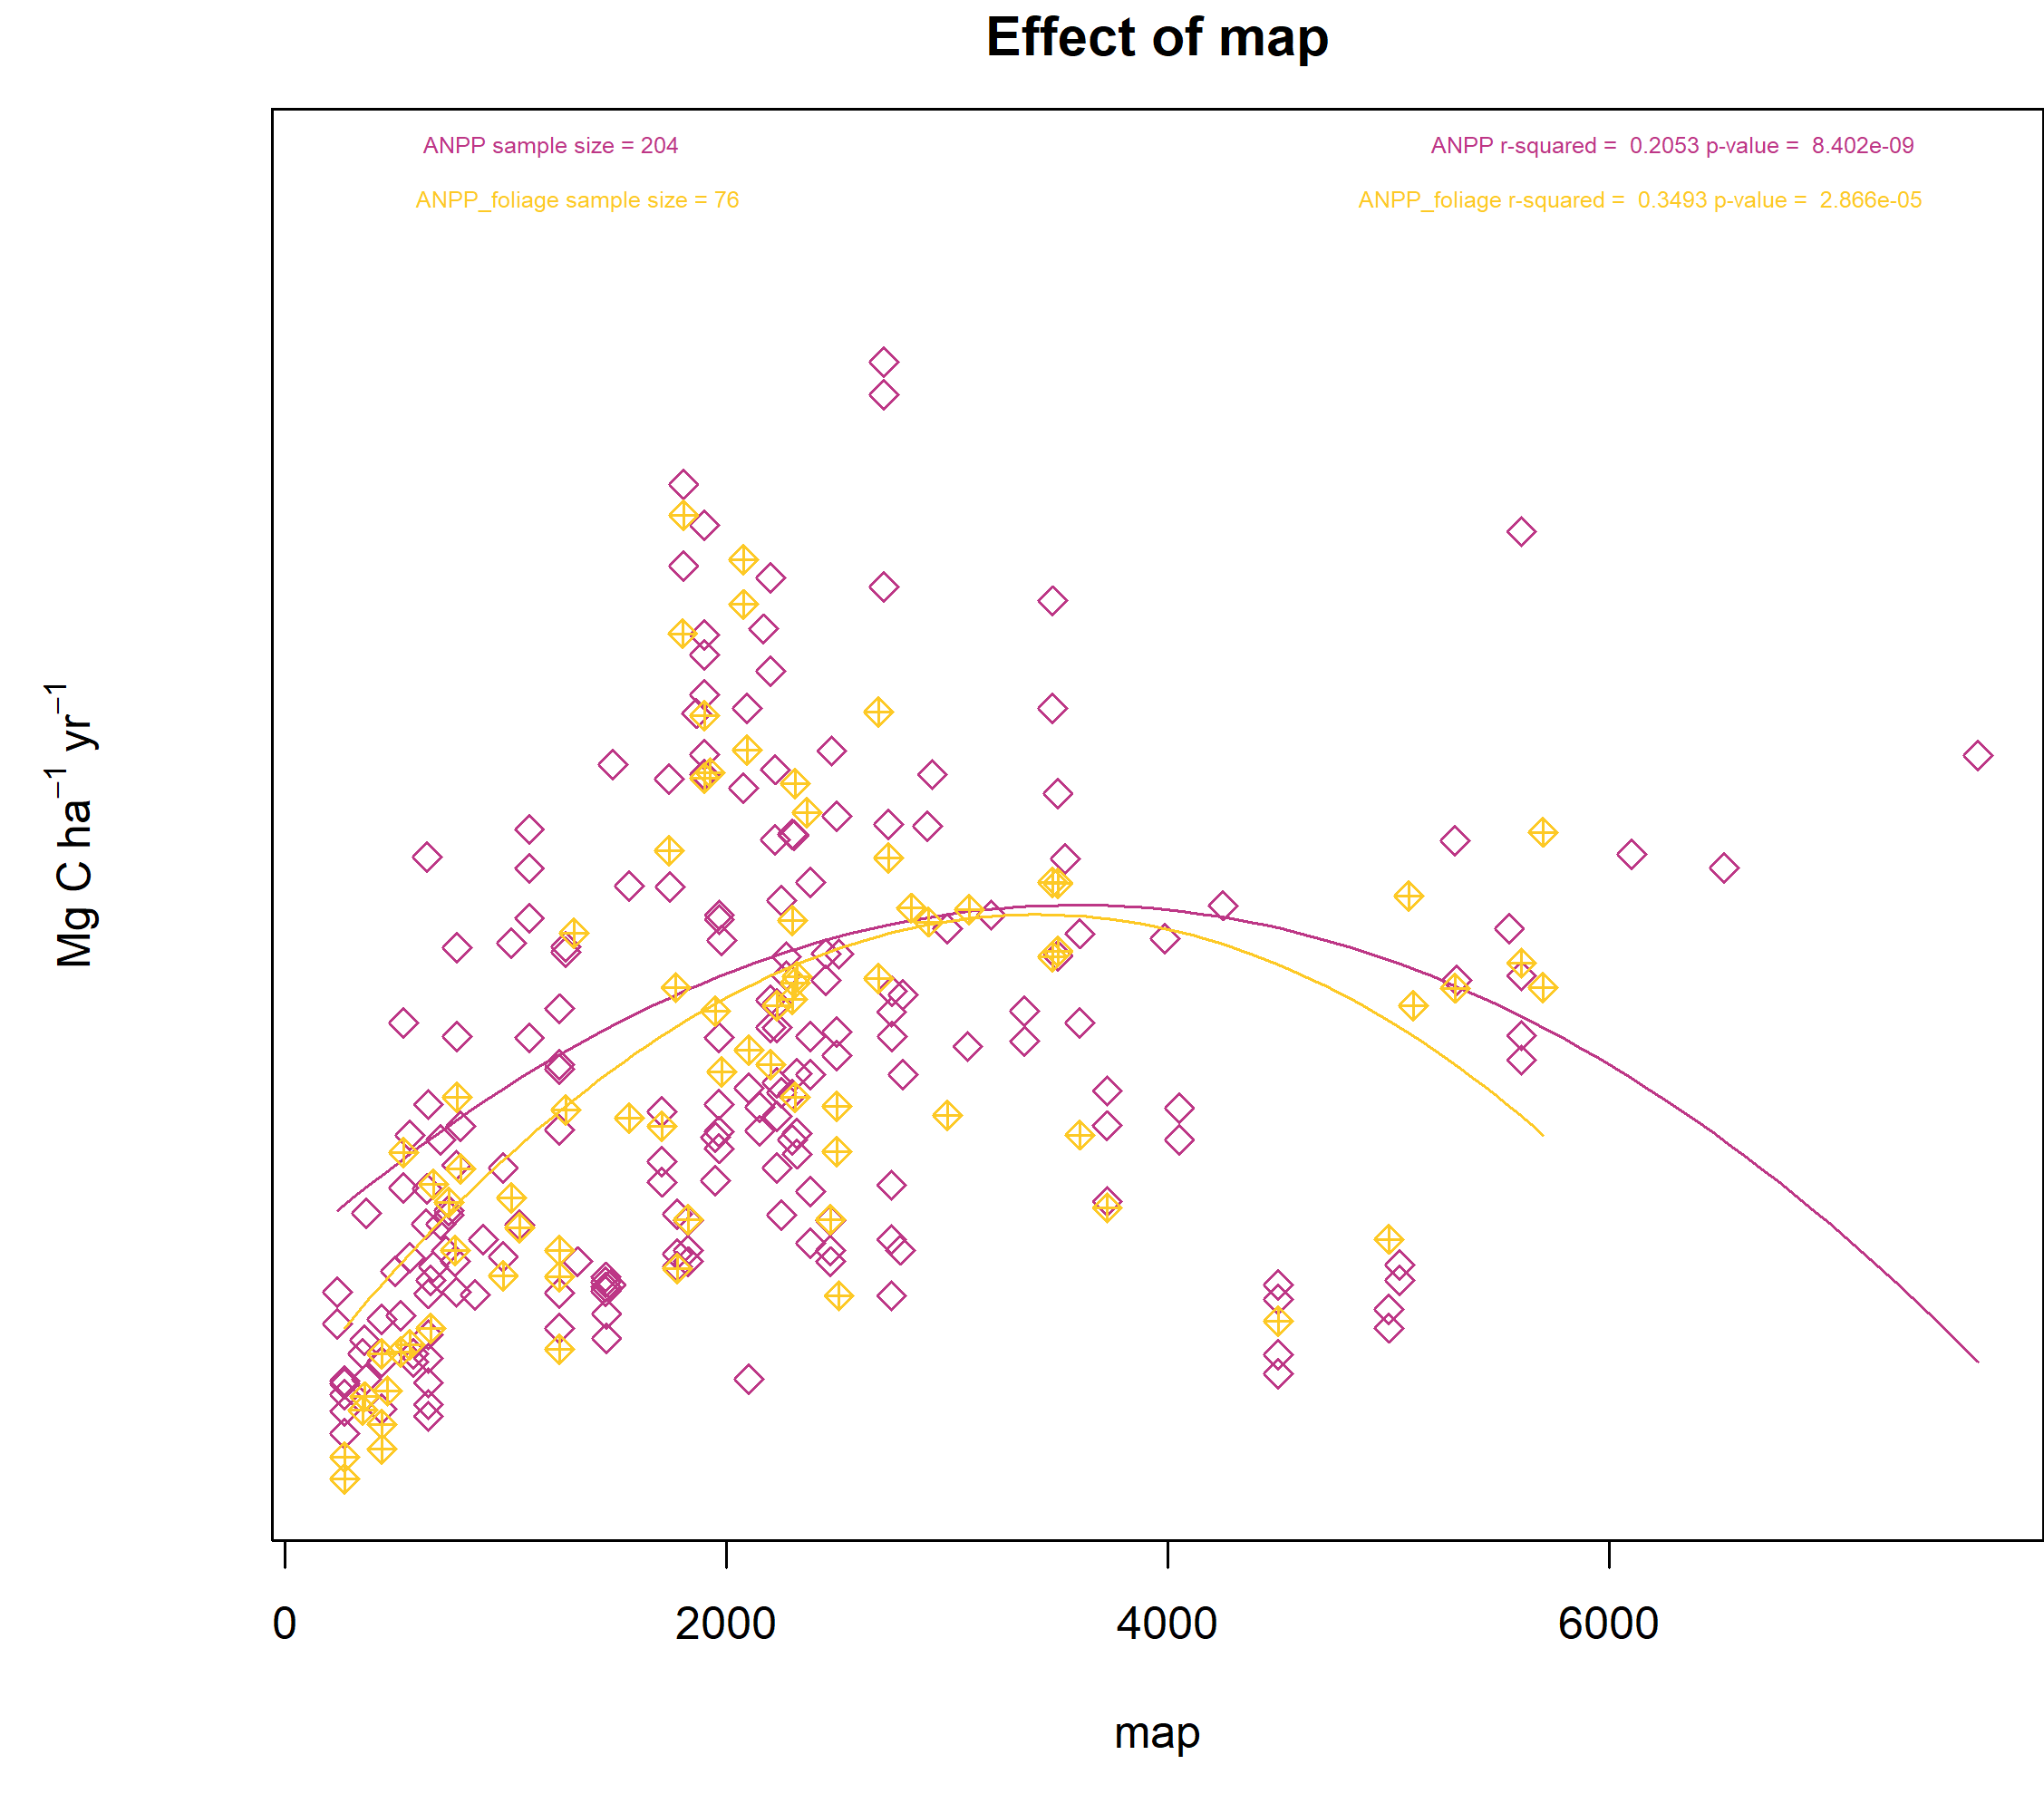 Effect of map
ANPP sample size = 204
ANPP r-squared =  0.2053 p-value =  8.402e-09
ANPP_foliage sample size = 76
ANPP_foliage r-squared =  0.3493 p-value =  2.866e-05
Mg C ha⁻¹ yr⁻¹
0 2000 4000 6000
map